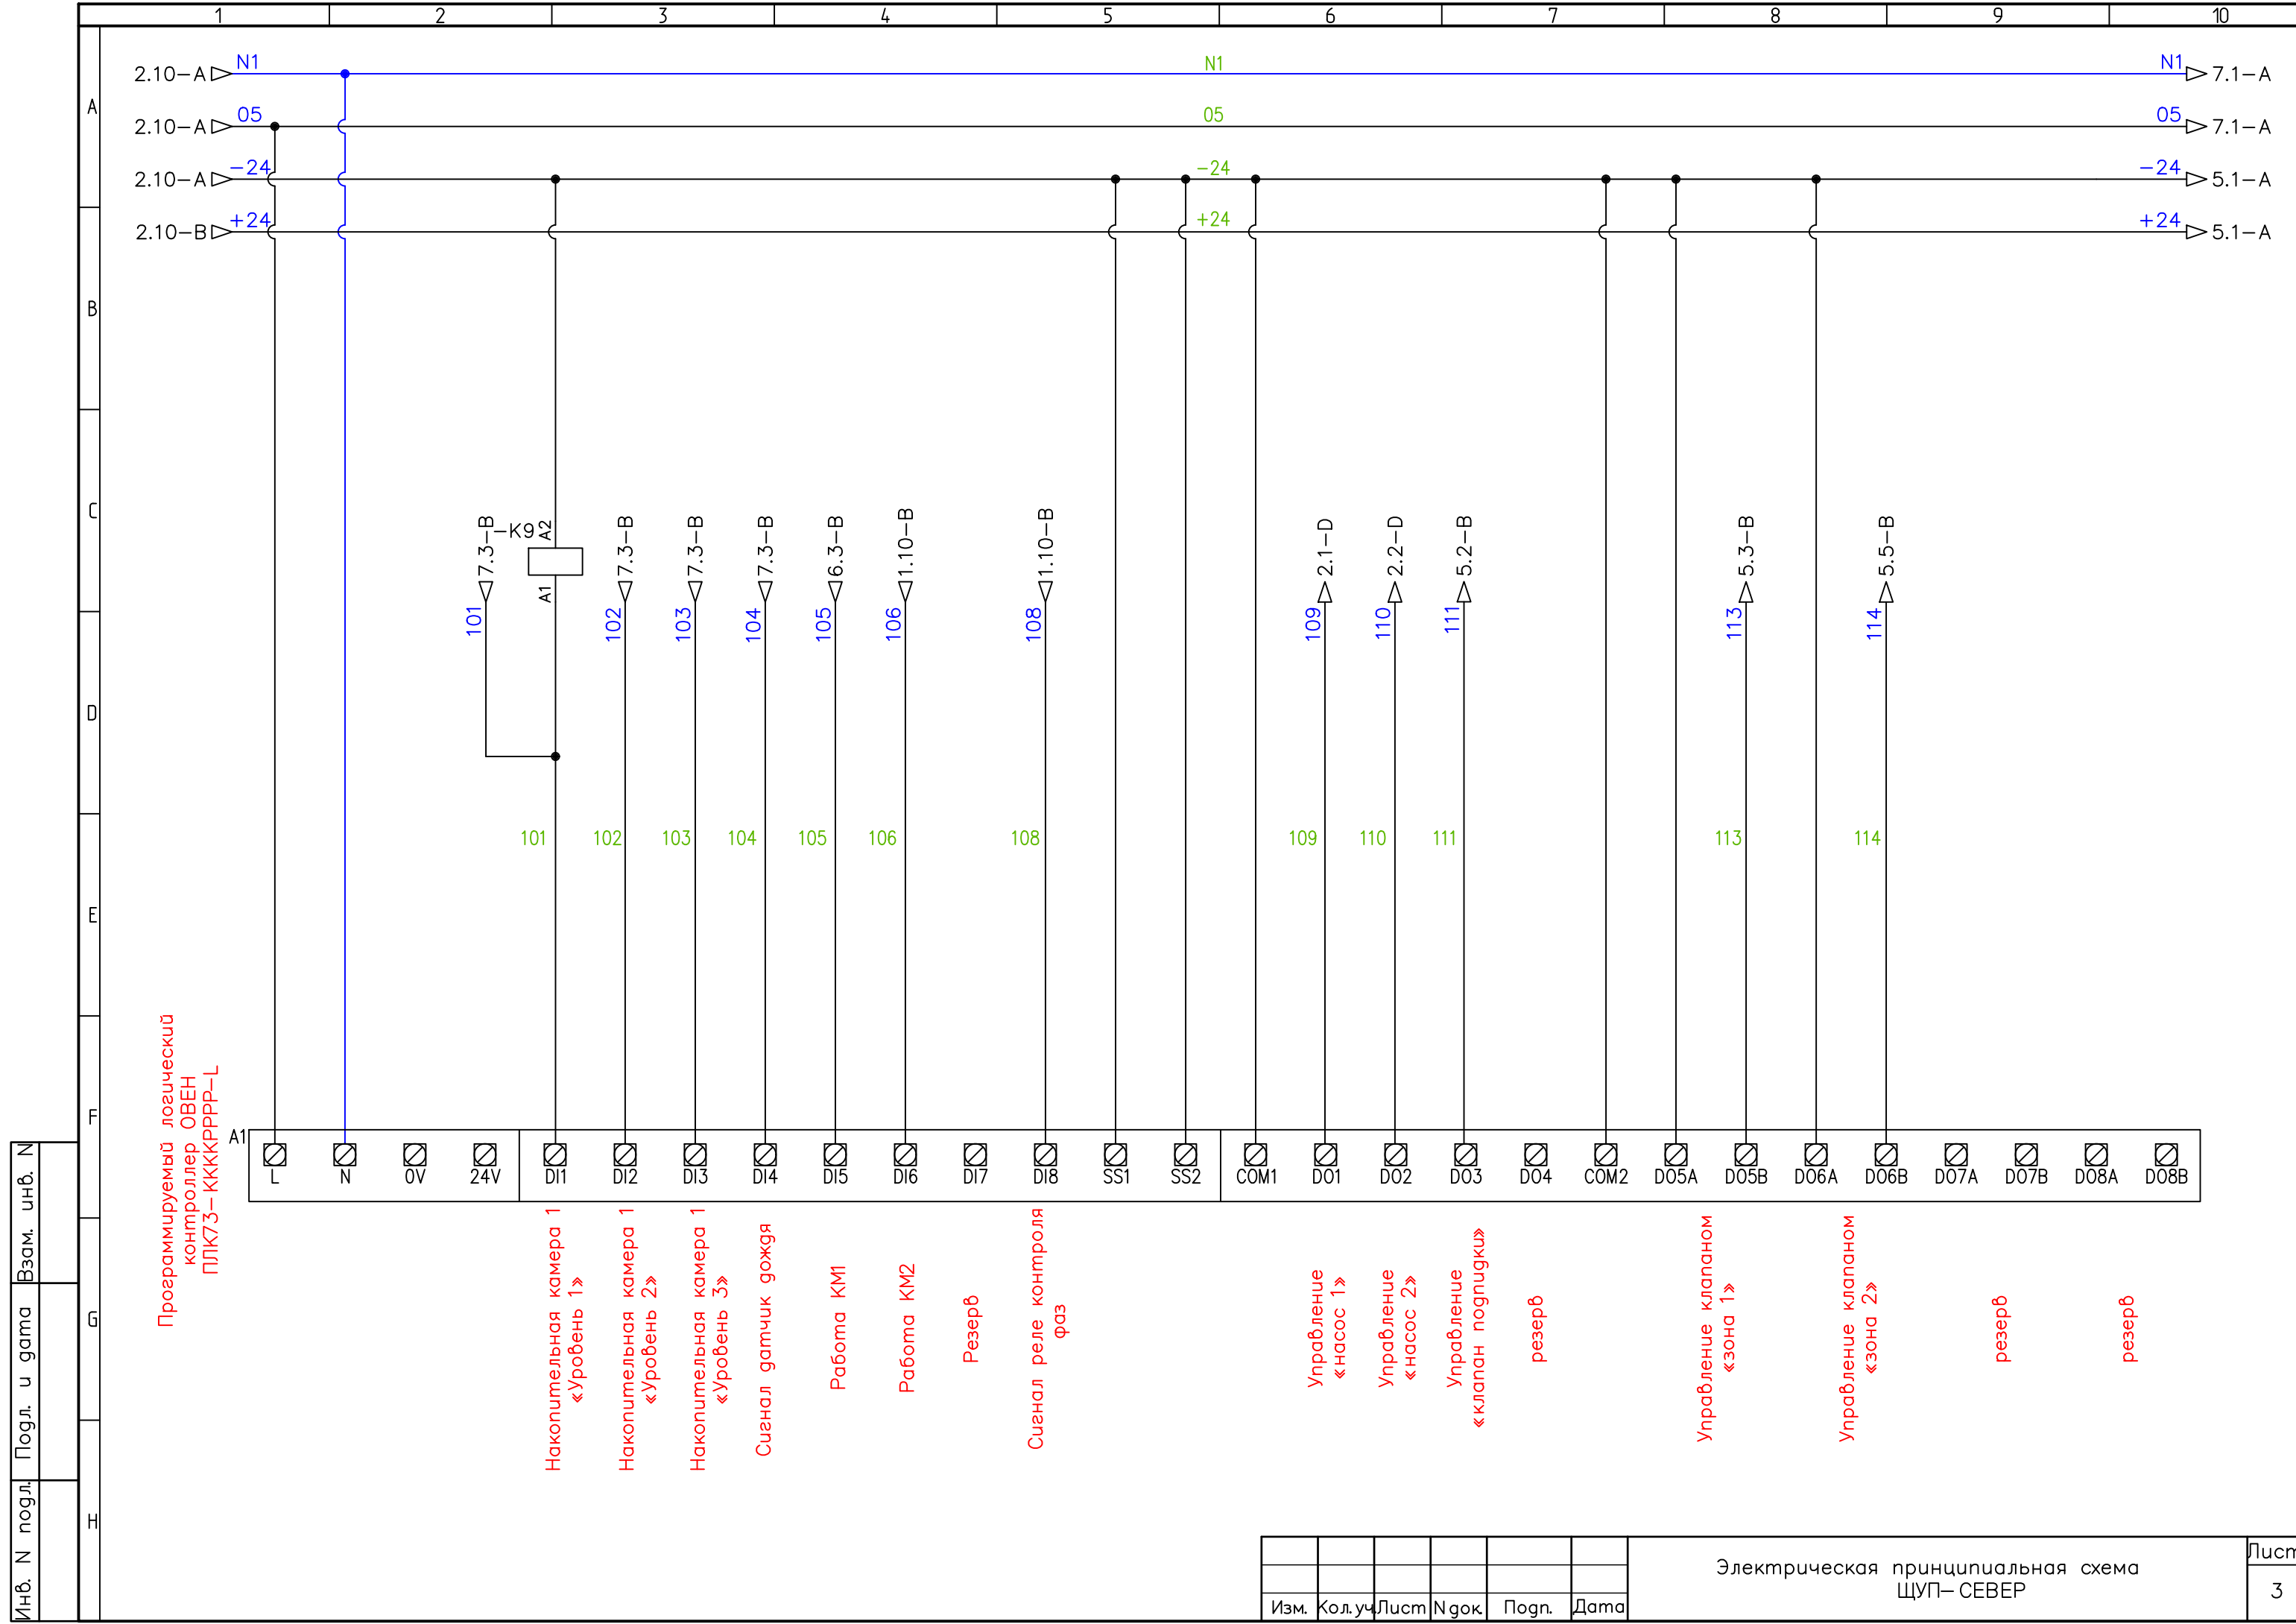 1 2 3 4 5 6 7 8 9 10
A
B
C
D
E
F
G
H
2.10-A N1 N1 N1 7.1-A
2.10-A 05 05 05 7.1-A
2.10-A -24 -24 -24 5.1-A
2.10-B +24 +24 +24 5.1-A
7.3-B
-K9
A2
A1
7.3-B
7.3-B
7.3-B
6.3-B
1.10-B
1.10-B
2.1-D
2.2-D
5.2-B
5.3-B
5.5-B
101 102 103 104 105 106 108 109 110 111 113 114
101 102 103 104 105 106 108 109 110 111 113 114
Программируемый логический
контроллер ОВЕН
ПЛК73-ККККРРРР-L
A1
L N 0V 24V DI1 DI2 DI3 DI4 DI5 DI6 DI7 DI8 SS1 SS2 COM1 DO1 DO2 DO3 DO4 COM2 DO5A DO5B DO6A DO6B DO7A DO7B DO8A DO8B
Накопительная камера 1
«Уровень 1»
Накопительная камера 1
«Уровень 2»
Накопительная камера 1
«Уровень 3»
Сигнал датчик дождя
Работа КМ1
Работа КМ2
Резерв
Сигнал реле контроля
фаз
Управление
«насос 1»
Управление
«насос 2»
Управление
«клапан подпидки»
резерв
Управление клапаном
«зона 1»
Управление клапаном
«зона 2»
резерв
резерв
Взам. инв. N
Подл. и дата
Инв. N подл.
Изм. Кол.уч Лист N док. Подп. Дата
Электрическая принципиальная схема
ЩУП-СЕВЕР
Лист
3